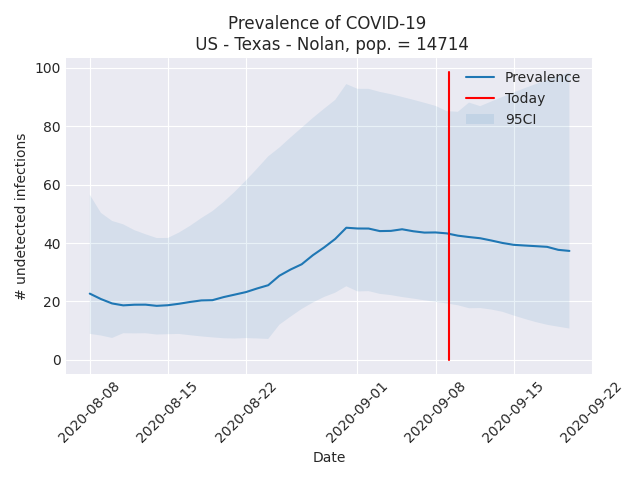 Prevalence of COVID-19
US - Texas - Nolan, pop. = 14714
100
80
60
40
20
0
# undetected infections
Prevalence
Today
95CI
2020-08-08
2020-08-15
2020-08-22
2020-09-01
2020-09-08
2020-09-15
2020-09-22
Date